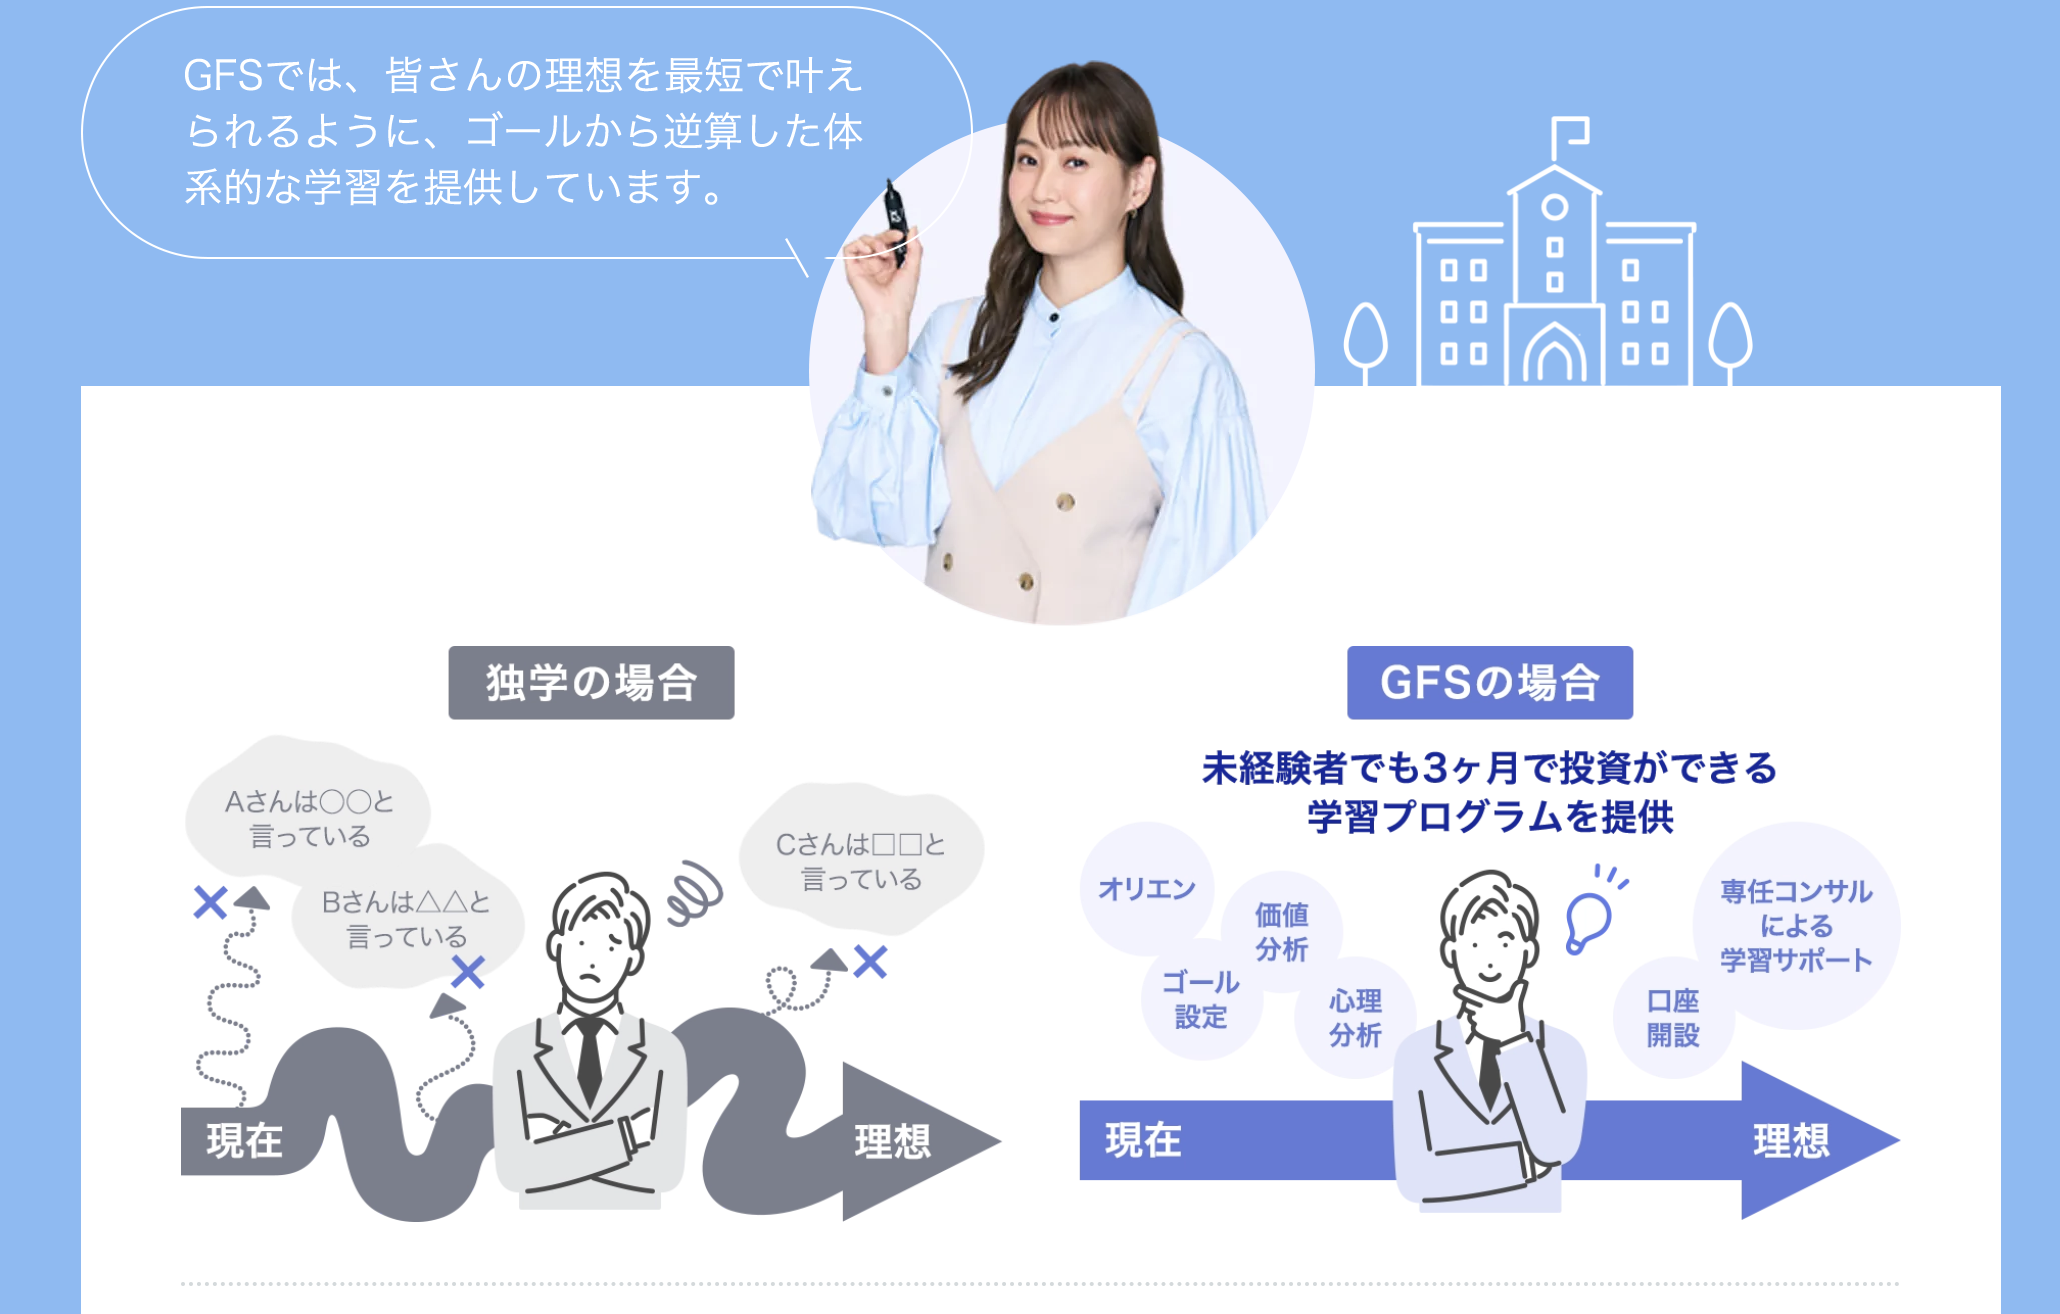 GFSでは、皆さんの理想を最短で叶え
られるように、ゴールから逆算した体
系的な学習を提供しています。
独学の場合
Aさんは○○と
言っている
Bさんは△△と
言っている
Cさんは□□と
言っている
現在
理想
GFSの場合
未経験者でも3ヶ月で投資ができる
学習プログラムを提供
オリエン
ゴール
設定
価値
分析
心理
分析
口座
開設
専任コンサル
による
学習サポート
現在
理想